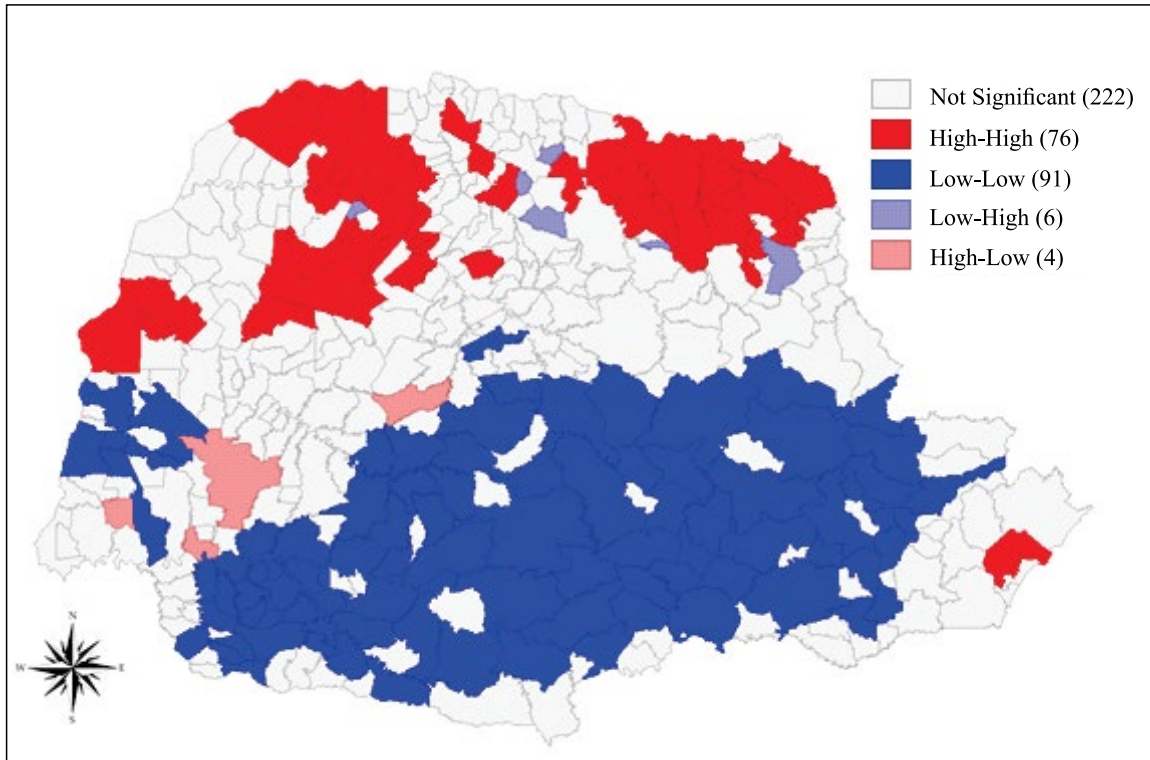 Not Significant (222)
High-High (76)
Low-Low (91)
Low-High (6)
High-Low (4)
N
W E
S